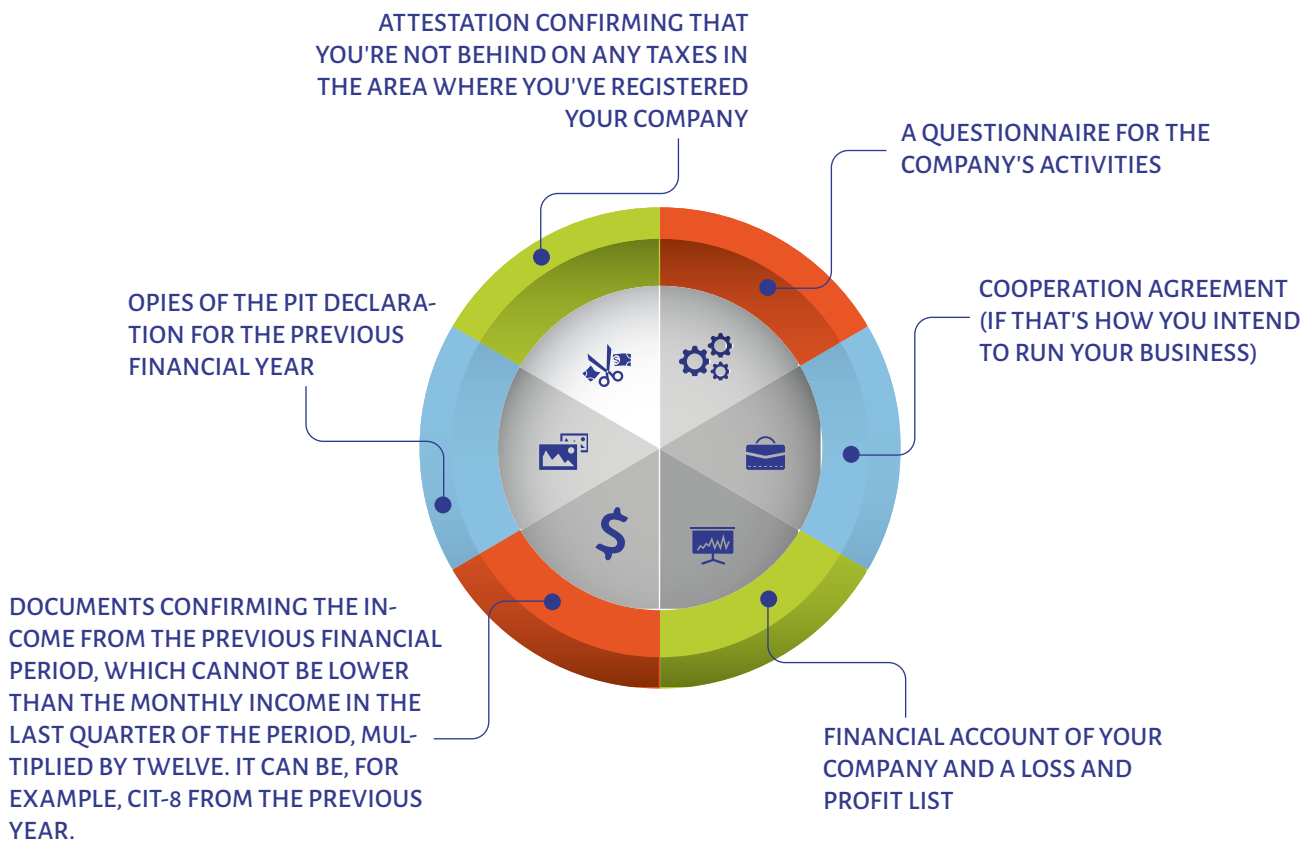 ATTESTATION CONFIRMING THAT
YOU'RE NOT BEHIND ON ANY TAXES IN
THE AREA WHERE YOU'VE REGISTERED
YOUR COMPANY
A QUESTIONNAIRE FOR THE
COMPANY'S ACTIVITIES
OPIES OF THE PIT DECLARA-
TION FOR THE PREVIOUS
FINANCIAL YEAR
COOPERATION AGREEMENT
(IF THAT'S HOW YOU INTEND
TO RUN YOUR BUSINESS)
$
DOCUMENTS CONFIRMING THE IN-
COME FROM THE PREVIOUS FINANCIAL
PERIOD, WHICH CANNOT BE LOWER
THAN THE MONTHLY INCOME IN THE
LAST QUARTER OF THE PERIOD, MUL-
TIPLIED BY TWELVE. IT CAN BE, FOR
EXAMPLE, CIT-8 FROM THE PREVIOUS
YEAR.
FINANCIAL ACCOUNT OF YOUR
COMPANY AND A LOSS AND
PROFIT LIST